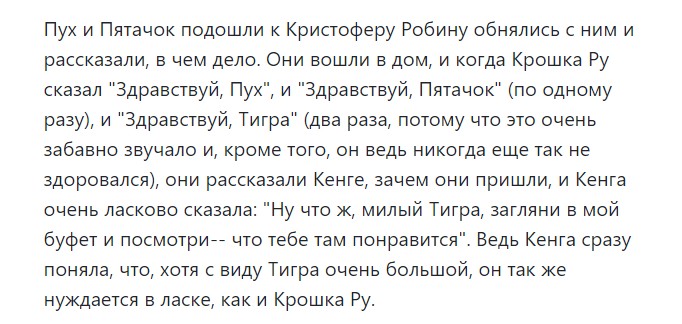 Пух и Пятачок подошли к Кристоферу Робину обнялись с ним и
рассказали, в чем дело. Они вошли в дом, и когда Крошка Ру
сказал "Здравствуй, Пух", и "Здравствуй, Пятачок" (по одному
разу), и "Здравствуй, Тигра" (два раза, потому что это очень
забавно звучало и, кроме того, он ведь никогда еще так не
здоровался), они рассказали Кенге, зачем они пришли, и Кенга
очень ласково сказала: "Ну что ж, милый Тигра, загляни в мой
буфет и посмотри-- что тебе там понравится". Ведь Кенга сразу
поняла, что, хотя с виду Тигра очень большой, он так же
нуждается в ласке, как и Крошка Ру.